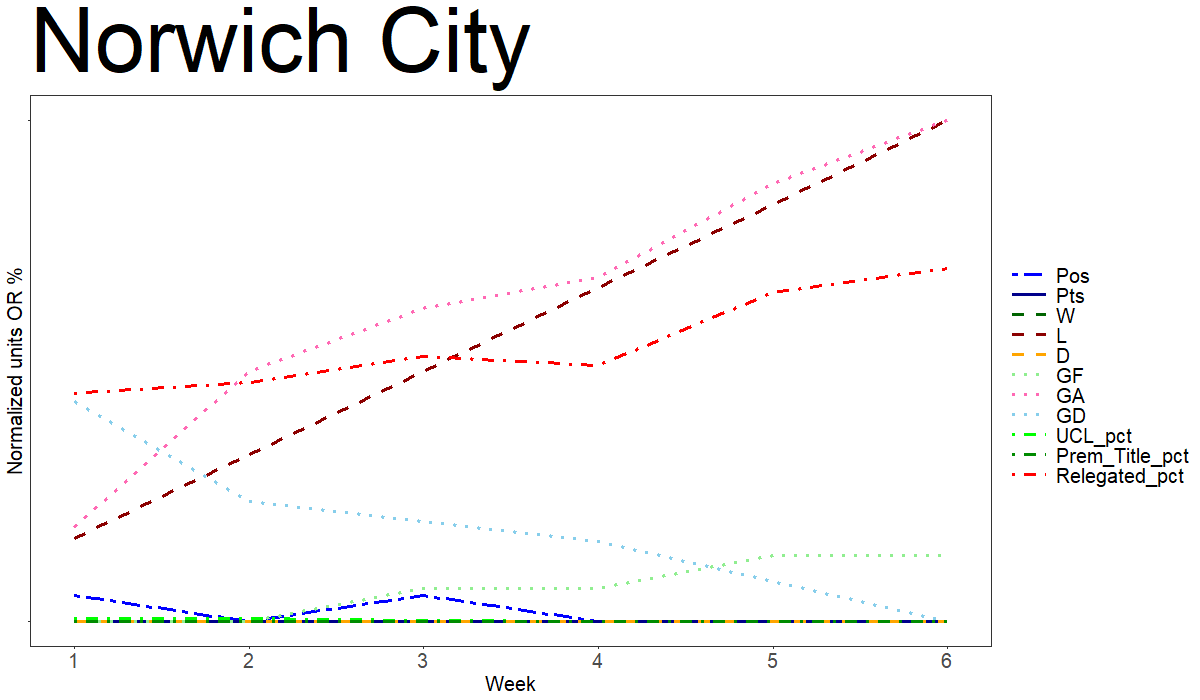 Norwich City
Normalized units OR %
1 2 3 4 5 6
Week
Pos
Pts
W
L
D
GF
GA
GD
UCL_pct
Prem_Title_pct
Relegated_pct